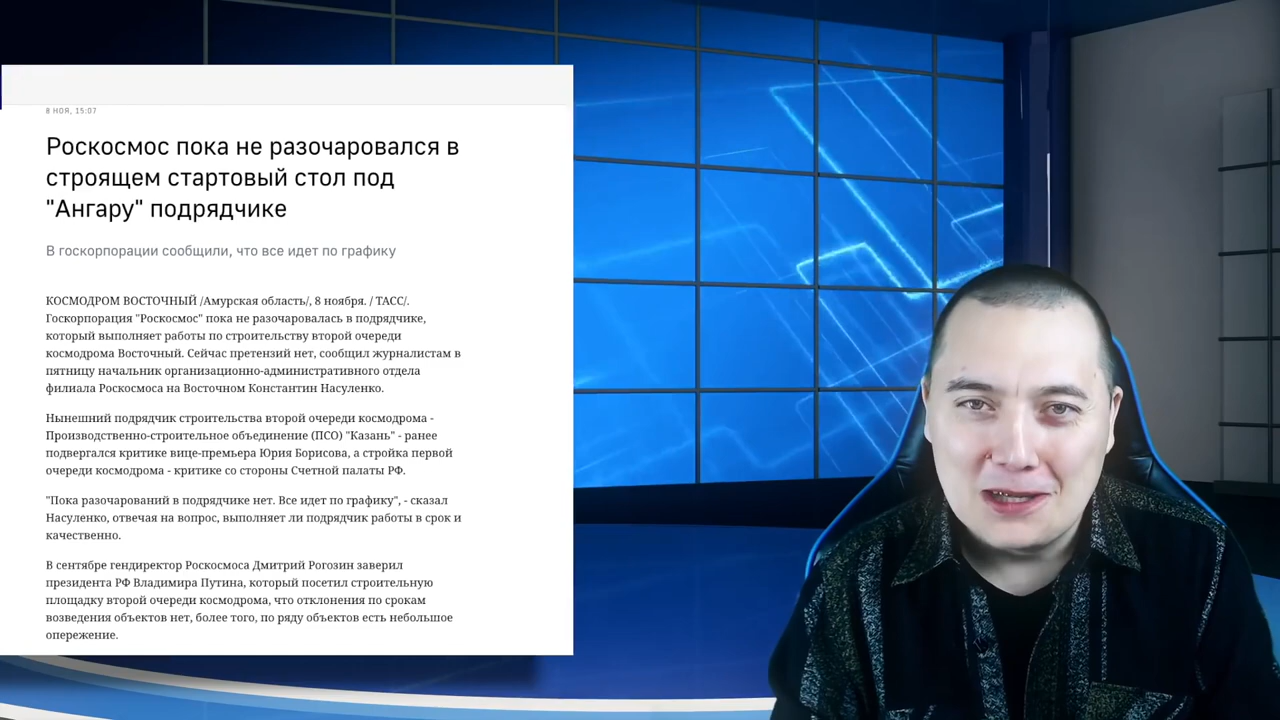 8 НОЯ, 15:07
Роскосмос пока не разочаровался в
строящем стартовый стол под
"Ангару" подрядчике
В госкорпорации сообщили, что все идет по графику
КОСМОДРОМ ВОСТОЧНЫЙ /Амурская область/, 8 ноября. / ТАСС/.
Госкорпорация "Роскосмос" пока не разочаровалась в подрядчике,
который выполняет работы по строительству второй очереди
космодрома Восточный. Сейчас претензий нет, сообщил журналистам в
пятницу начальник организационно-административного отдела
филиала Роскосмоса на Восточном Константин Насуленко.
Нынешний подрядчик строительства второй очереди космодрома -
Производственно-строительное объединение (ПСО) "Казань" - ранее
подвергался критике вице-премьера Юрия Борисова, а стройка первой
очереди космодрома - критике со стороны Счетной палаты РФ.
"Пока разочарований в подрядчике нет. Все идет по графику", - сказал
Насуленко, отвечая на вопрос, выполняет ли подрядчик работы в срок и
качественно.
В сентябре гендиректор Роскосмоса Дмитрий Рогозин заверил
президента РФ Владимира Путина, который посетил строительную
площадку второй очереди космодрома, что отклонения по срокам
возведения объектов нет, более того, по ряду объектов есть небольшое
опережение.